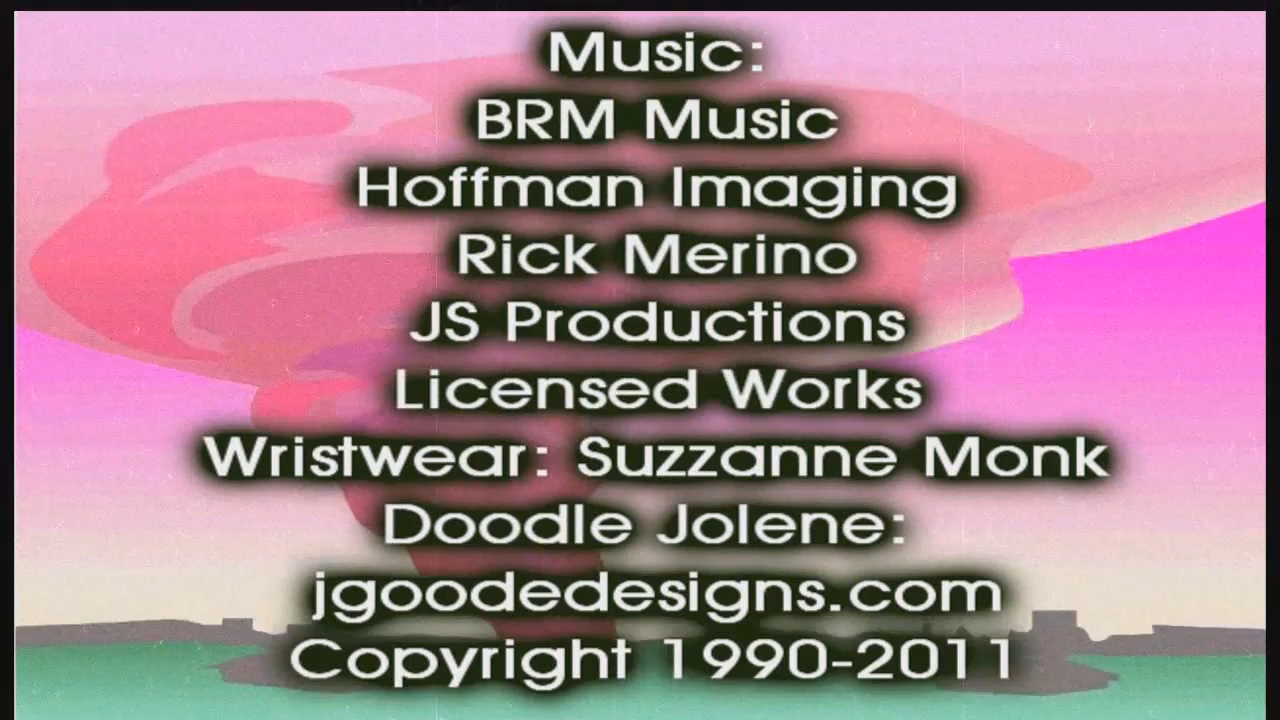 Music:
BRM Music
Hoffman Imaging
Rick Merino
JS Productions
Licensed Works
Wristwear: Suzzanne Monk
Doodle Jolene:
jgoodedesigns.com
Copyright 1990-2011